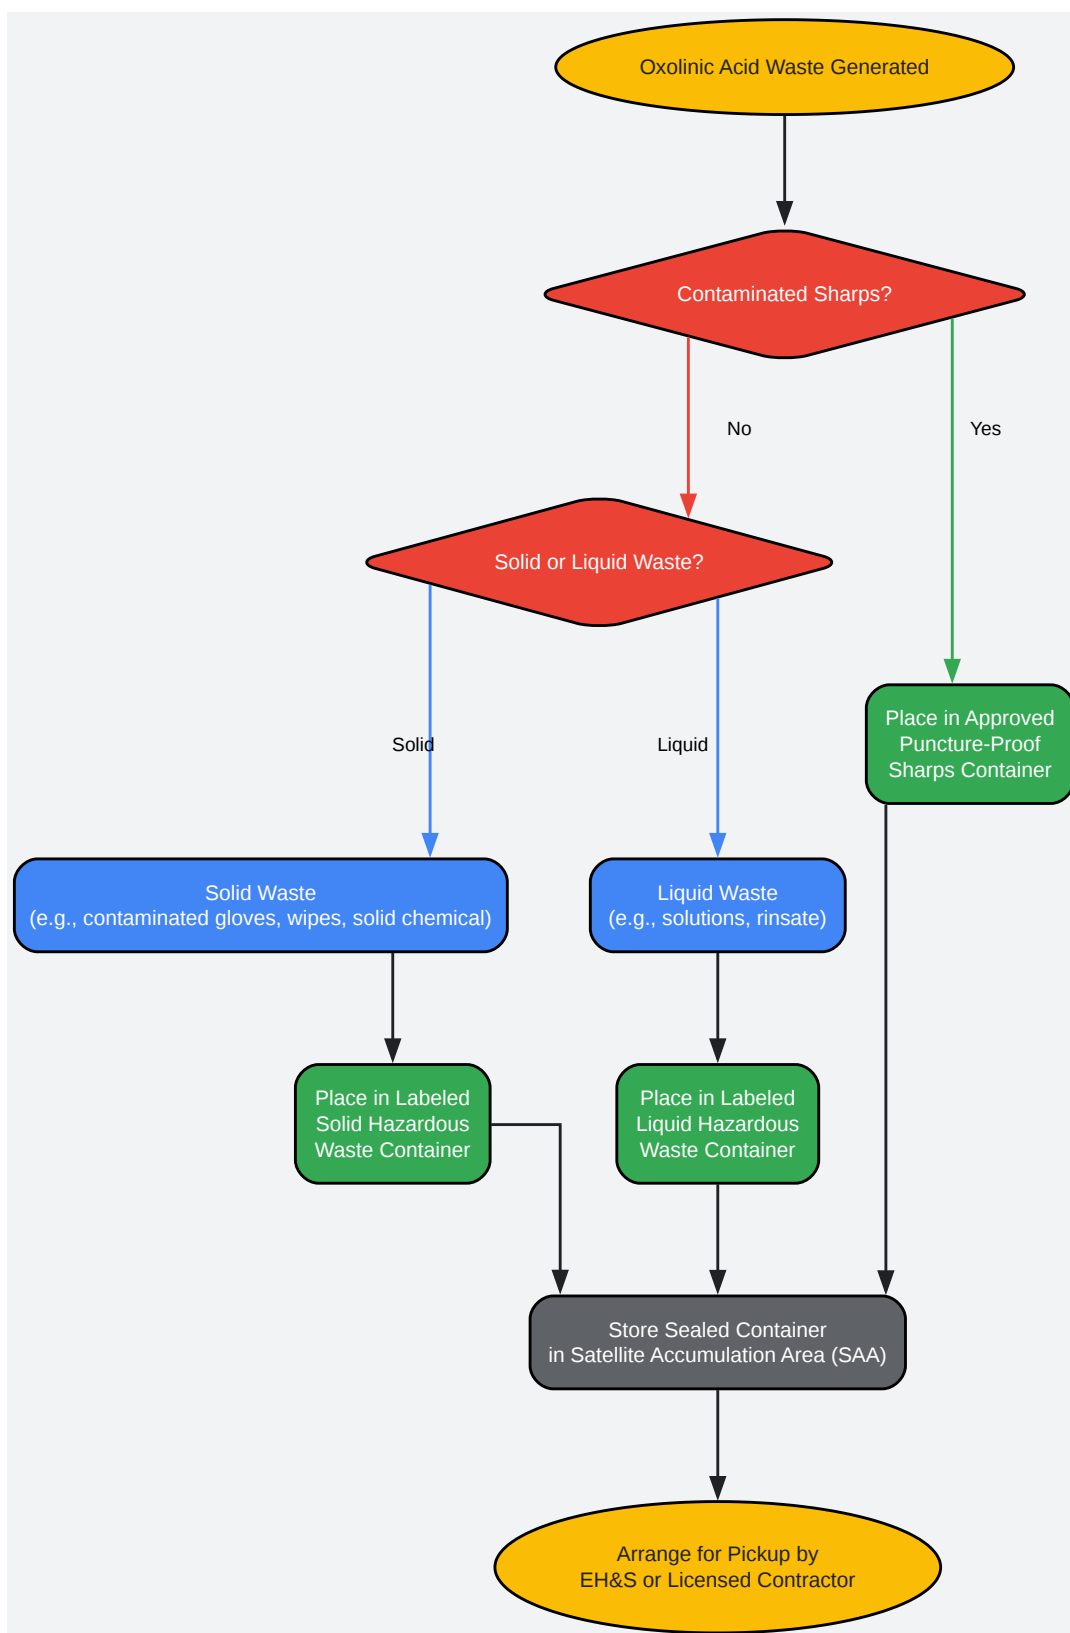 Oxolinic Acid Waste Generated
Contaminated Sharps?
No
Yes
Solid or Liquid Waste?
Solid
Liquid
Place in Approved
Puncture-Proof
Sharps Container
Solid Waste
(e.g., contaminated gloves, wipes, solid chemical)
Liquid Waste
(e.g., solutions, rinsate)
Place in Labeled
Solid Hazardous
Waste Container
Place in Labeled
Liquid Hazardous
Waste Container
Store Sealed Container
in Satellite Accumulation Area (SAA)
Arrange for Pickup by
EH&S or Licensed Contractor